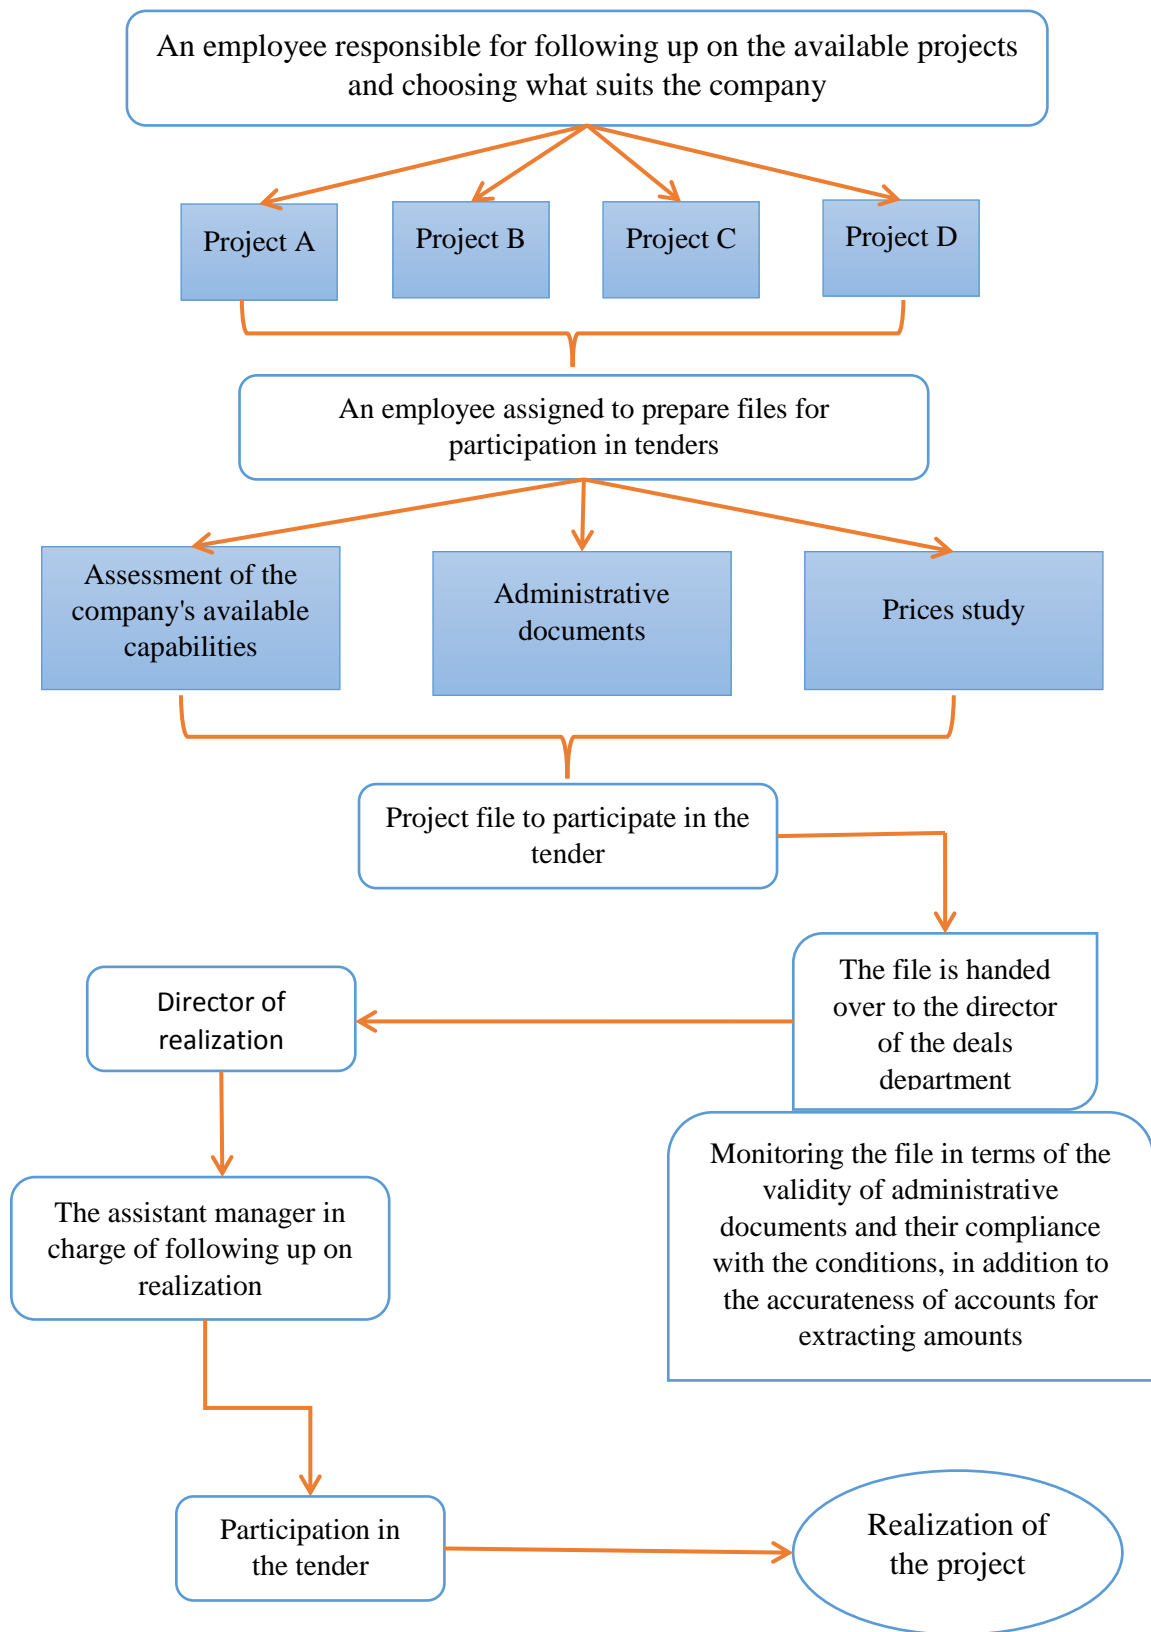 An employee responsible for following up on the available projects
and choosing what suits the company
Project A
Project B
Project C
Project D
An employee assigned to prepare files for
participation in tenders
Assessment of the
company's available
capabilities
Administrative
documents
Prices study
Project file to participate in the
tender
The file is handed
over to the director
of the deals
department
Director of
realization
Monitoring the file in terms of the
validity of administrative
documents and their compliance
with the conditions, in addition to
the accurateness of accounts for
extracting amounts
The assistant manager in
charge of following up on
realization
Participation in
the tender
Realization of
the project